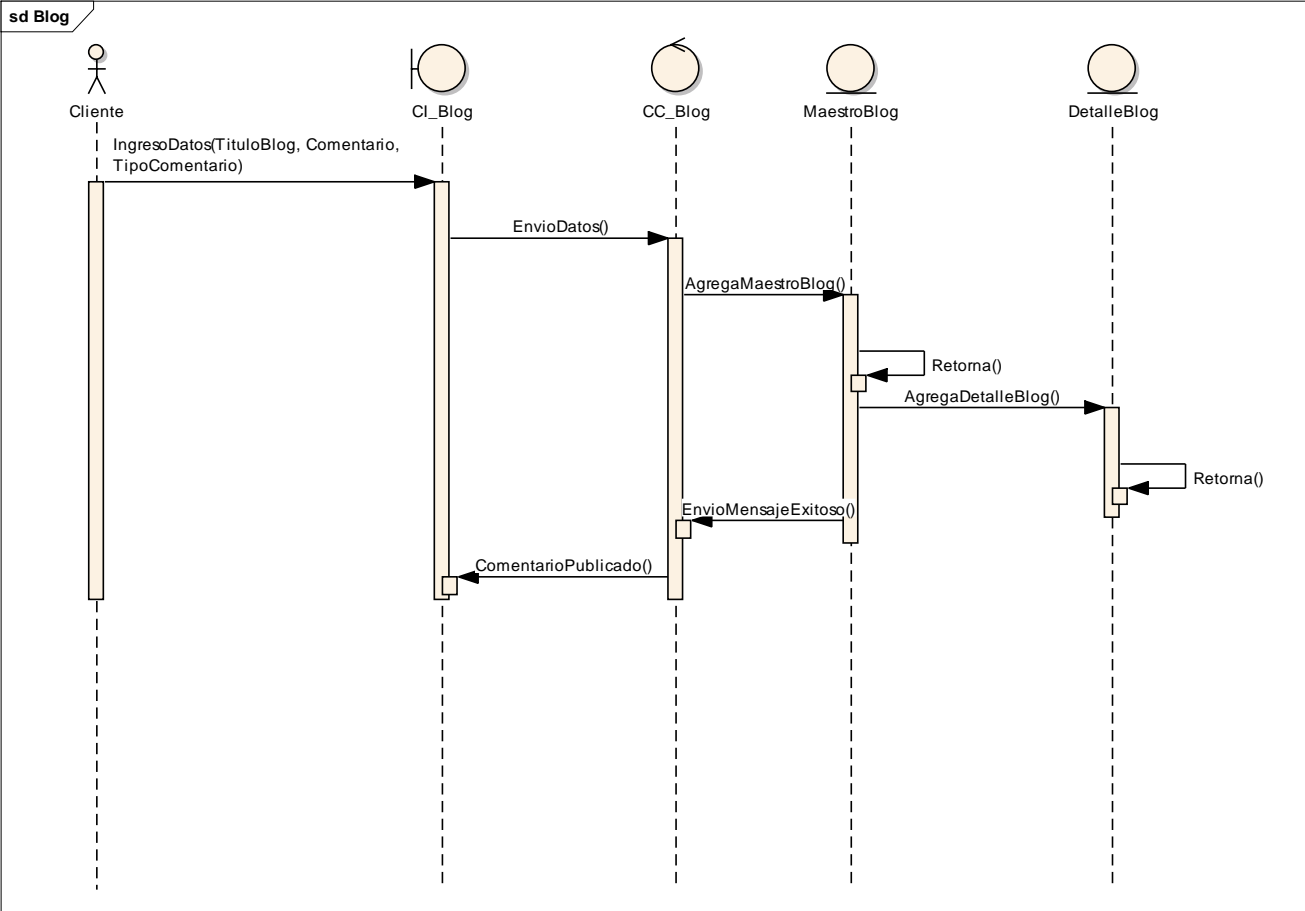 sd Blog
Cliente
CI_Blog
CC_Blog
MaestroBlog
DetalleBlog
IngresoDatos(TituloBlog, Comentario,
TipoComentario)
EnvioDatos()
AgregaMaestroBlog()
Retorna()
AgregaDetalleBlog()
Retorna()
EnvioMensajeExitoso()
ComentarioPublicado()